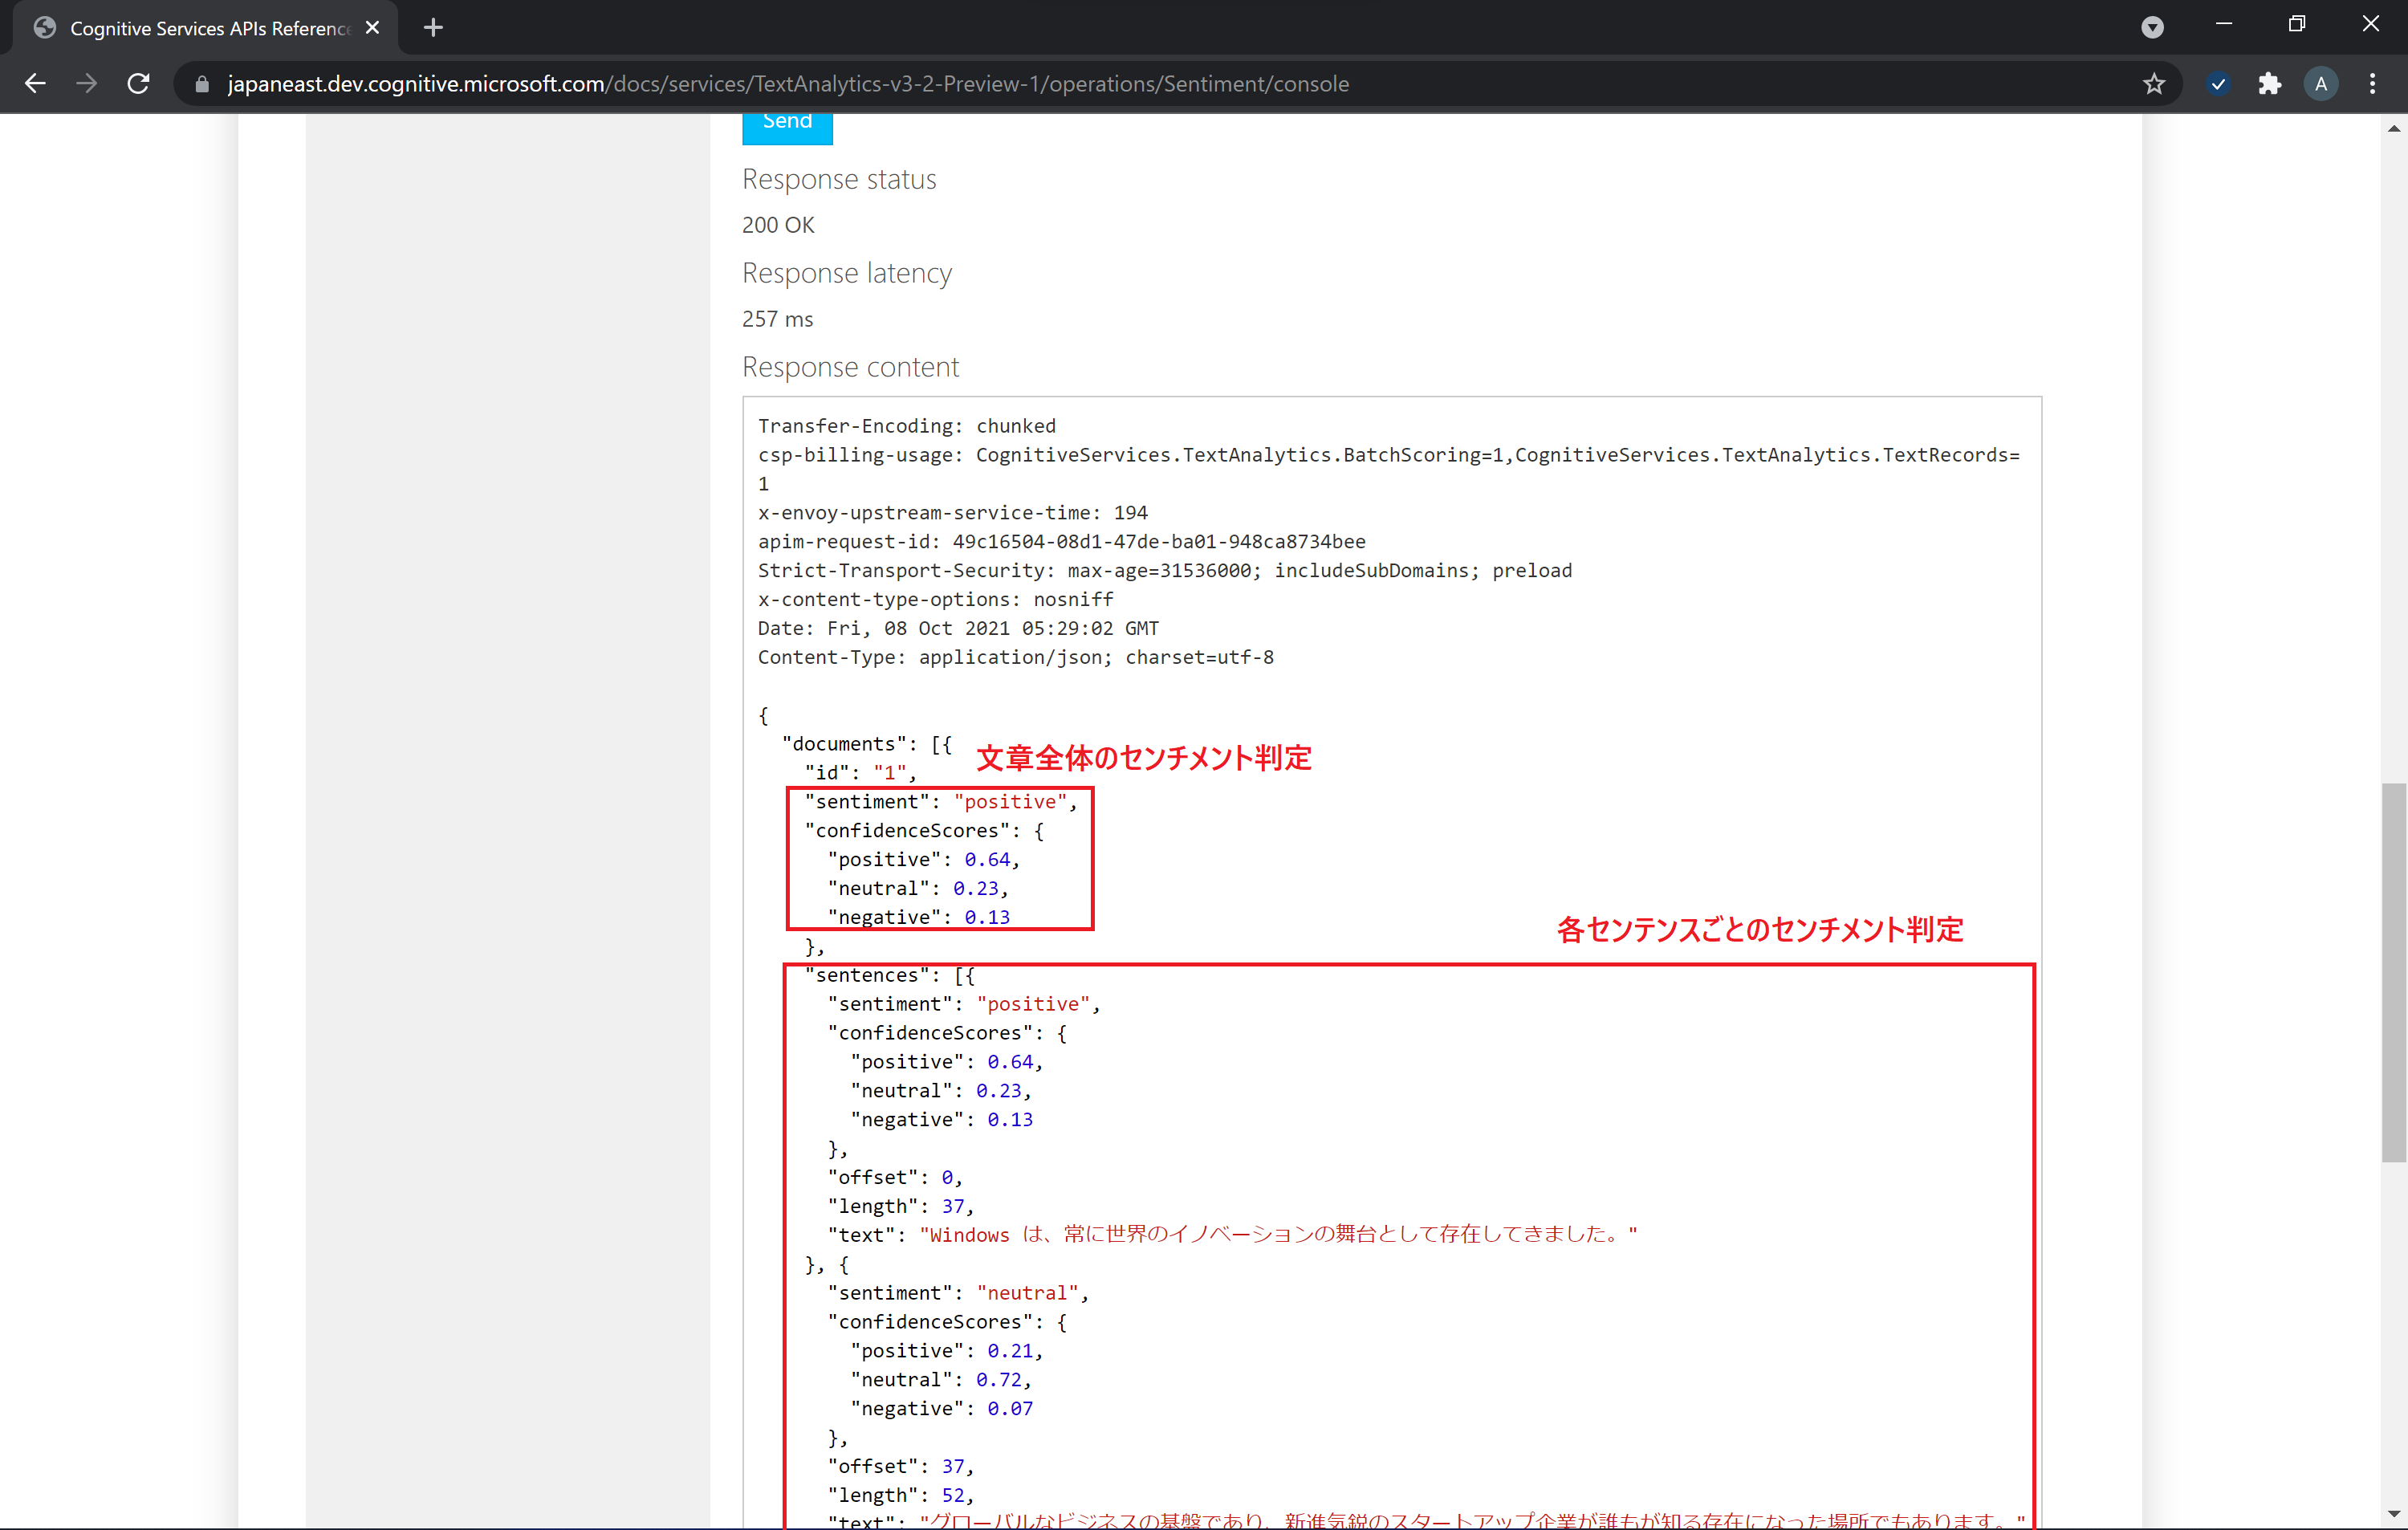 Cognitive Services APIs Reference
japaneast.dev.cognitive.microsoft.com/docs/services/TextAnalytics-v3-2-Preview-1/operations/Sentiment/console
A
Send
Response status
200 OK
Response latency
257 ms
Response content
Transfer-Encoding: chunked
csp-billing-usage: CognitiveServices.TextAnalytics.BatchScoring=1,CognitiveServices.TextAnalytics.TextRecords=
1
x-envoy-upstream-service-time: 194
apim-request-id: 49c16504-08d1-47de-ba01-948ca8734bee
Strict-Transport-Security: max-age=31536000; includeSubDomains; preload
x-content-type-options: nosniff
Date: Fri, 08 Oct 2021 05:29:02 GMT
Content-Type: application/json; charset=utf-8
{
"documents": [{
文章全体のセンチメント判定
"id": "1",
"sentiment": "positive",
"confidenceScores": {
"positive": 0.64,
"neutral": 0.23,
"negative": 0.13
各センテンスごとのセンチメント判定
},
"sentences": [{
"sentiment": "positive",
"confidenceScores": {
"positive": 0.64,
"neutral": 0.23,
"negative": 0.13
},
"offset": 0,
"length": 37,
"text": "Windows は、常に世界のイノベーションの舞台として存在してきました。"
}, {
"sentiment": "neutral",
"confidenceScores": {
"positive": 0.21,
"neutral": 0.72,
"negative": 0.07
},
"offset": 37,
"length": 52,
"text": "グローバルなビジネスの基盤であり、新進気鋭のスタートアップ企業が誰もが知る存在になった場所でもあります。"